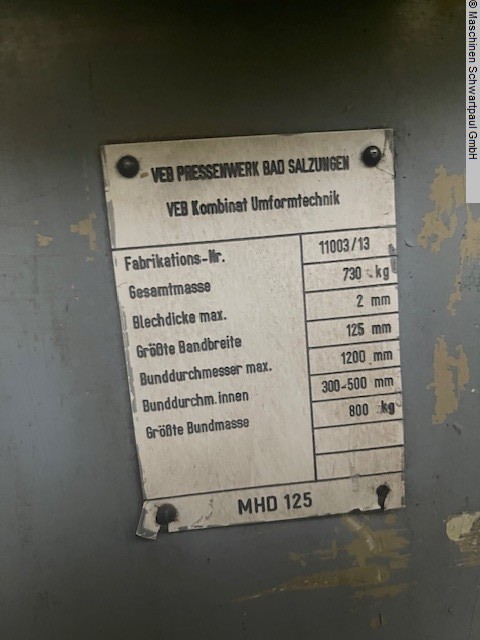 VEB PRESSENWERK BAD SALZUNGEN
VEB Kombinat Umformtechnik
Fabrikations-Nr. 11003/13
Gesamtmasse 730 kg
Blechdicke max. 2 mm
Größte Bandbreite 125 mm
Bunddurchmesser max. 1200 mm
Bunddurchm.innen 300-500 mm
Größte Bundmasse 800 kg
MHD 125
© Maschinen Schwartpaul GmbH